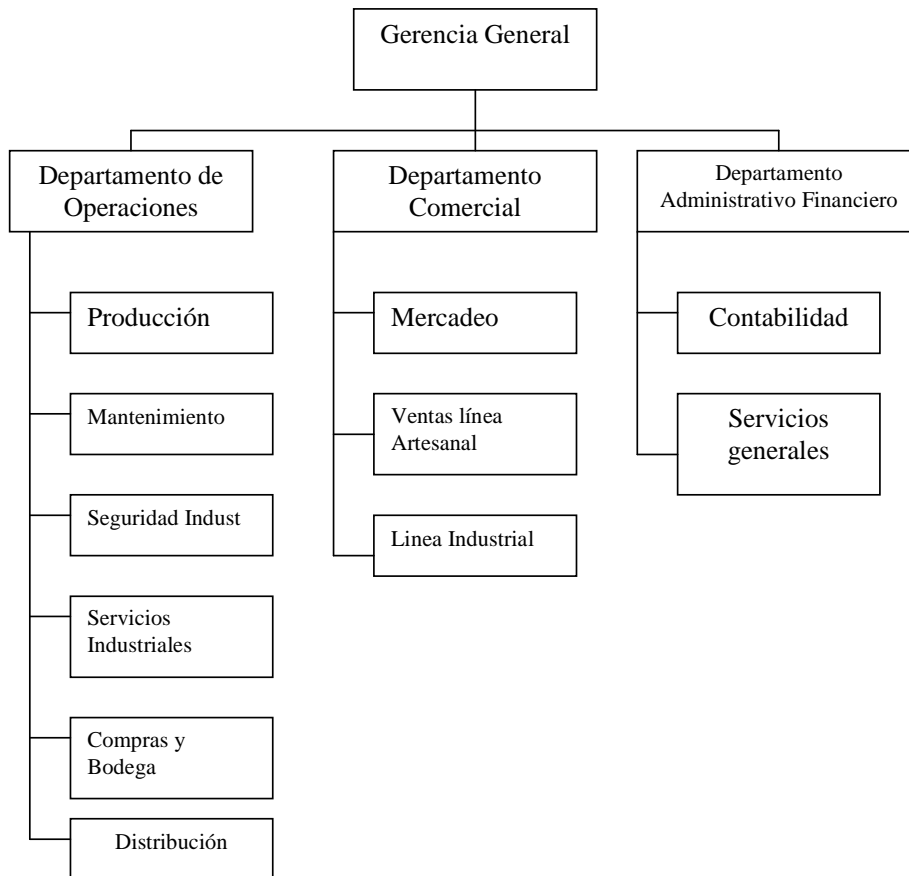 Gerencia General
Departamento de
Operaciones
Departamento
Comercial
Departamento
Administrativo Financiero
Producción
Mantenimiento
Seguridad Indust
Servicios
Industriales
Compras y
Bodega
Distribución
Mercadeo
Ventas línea
Artesanal
Linea Industrial
Contabilidad
Servicios
generales